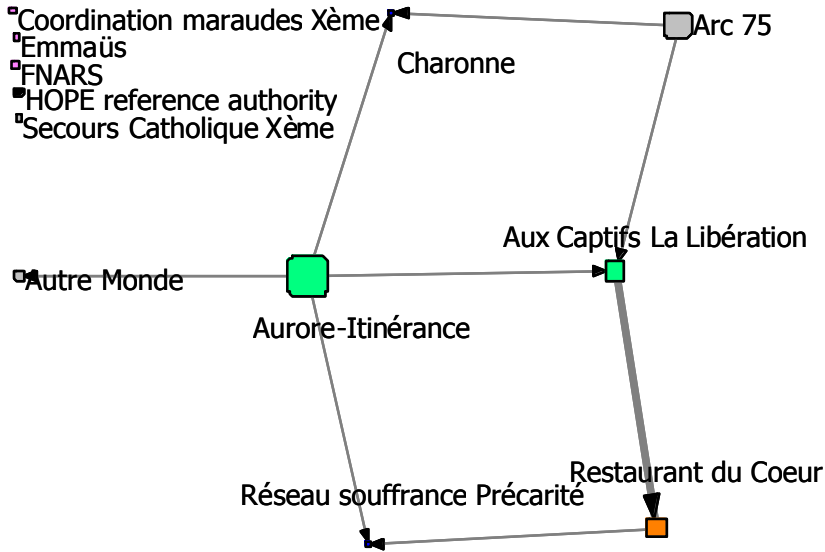 Coordination maraudes Xème
Emmaüs
FNARS
HOPE reference authority
Secours Catholique Xème
Arc 75
Charonne
Aux Captifs La Libération
Autre Monde
Aurore-Itinérance
Restaurant du Coeur
Réseau souffrance Précarité